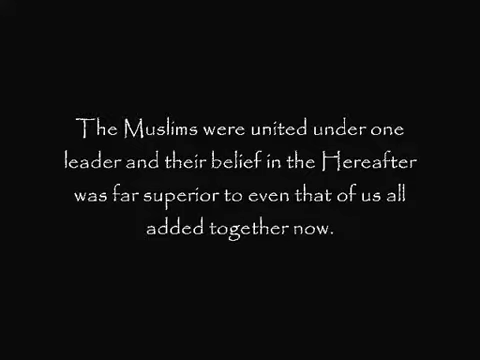 The Muslims were united under one
leader and their belief in the Hereafter
was far superior to even that of us all
added together now.